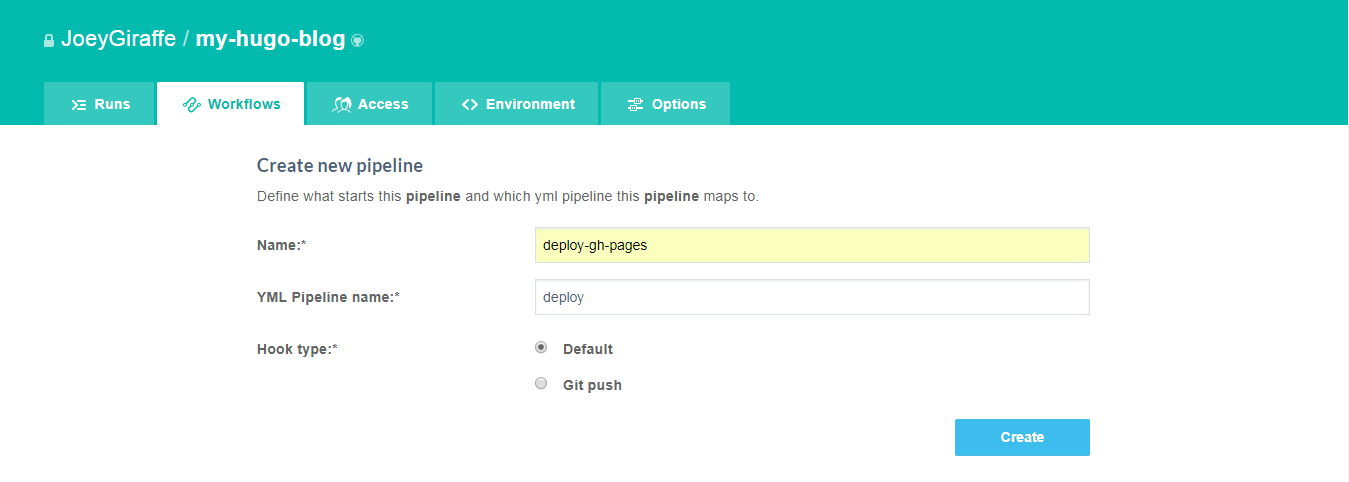 JoeyGiraffe / my-hugo-blog
Runs Workflows Access Environment Options
Create new pipeline
Define what starts this pipeline and which yml pipeline this pipeline maps to.
Name:* deploy-gh-pages
YML Pipeline name:* deploy
Hook type:* Default
Git push
Create